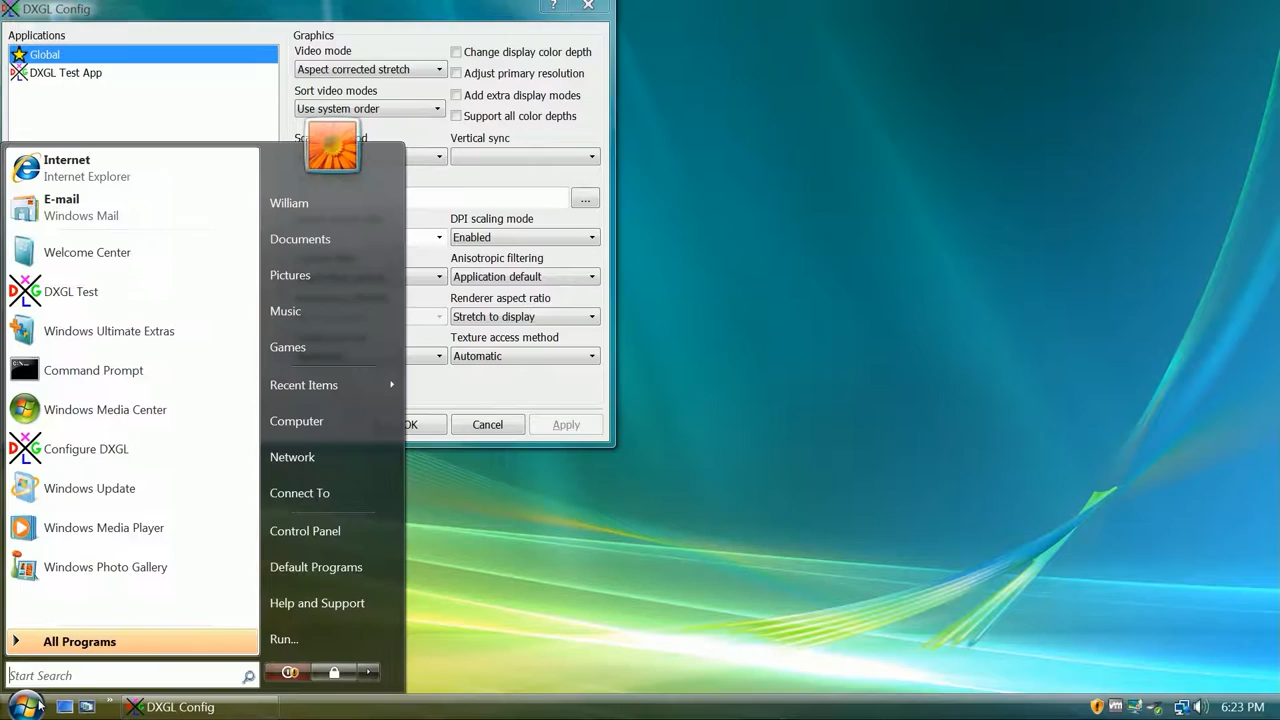 DXGL Config
Applications
Global
DXGL Test App
Graphics
Video mode
Aspect corrected stretch
Change display color depth
Adjust primary resolution
Sort video modes
Use system order
Add extra display modes
Support all color depths
Vertical sync
...
DPI scaling mode
Enabled
Anisotropic filtering
Application default
Renderer aspect ratio
Stretch to display
Texture access method
Automatic
OK
Cancel
Apply
Internet
Internet Explorer
E-mail
Windows Mail
Welcome Center
DXGL Test
Windows Ultimate Extras
Command Prompt
Windows Media Center
Configure DXGL
Windows Update
Windows Media Player
Windows Photo Gallery
All Programs
Start Search
William
Documents
Pictures
Music
Games
Recent Items
Computer
Network
Connect To
Control Panel
Default Programs
Help and Support
Run...
DXGL Config
6:23 PM